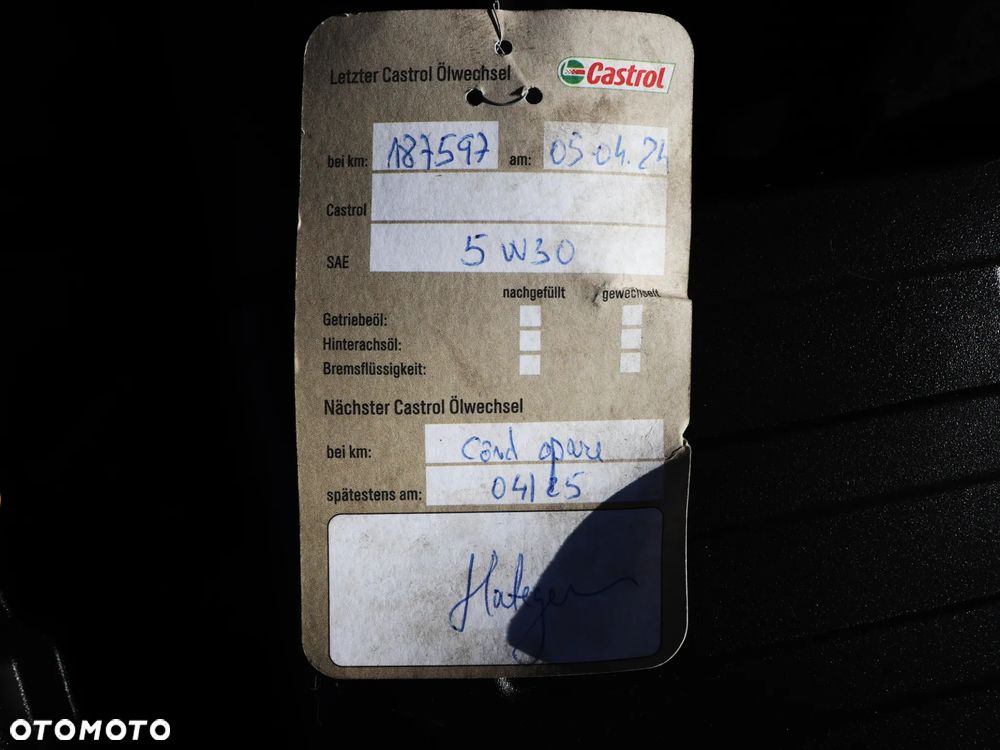 Letzter Castrol Ölwechsel
Castrol
bei km: 187597 am: 05.04.24
Castrol
SAE 5W30
nachgefüllt gewechselt
Getriebeöl:
Hinterachsöl:
Bremsflüssigkeit:
Nächster Castrol Ölwechsel
bei km: cand apare
spätestens am: 04/25
OTOMOTO